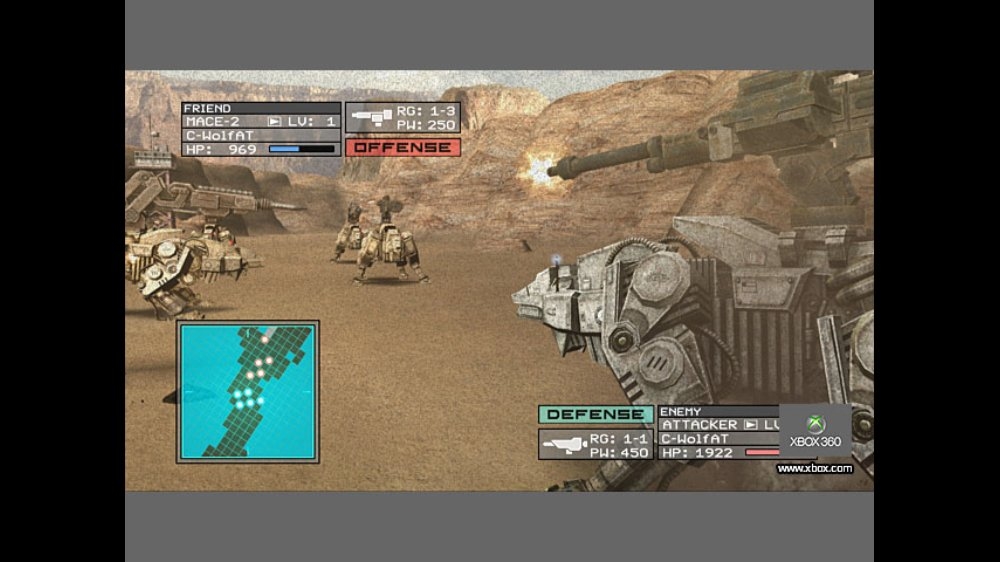 FRIEND
MACE-2 LV: 1
C-WolfAT
HP: 969
RG: 1-3
PW: 250
OFFENSE
DEFENSE
RG: 1-1
PW: 450
ENEMY
ATTACKER LV
C-WolfAT
HP: 1922
XBOX 360
www.xbox.com